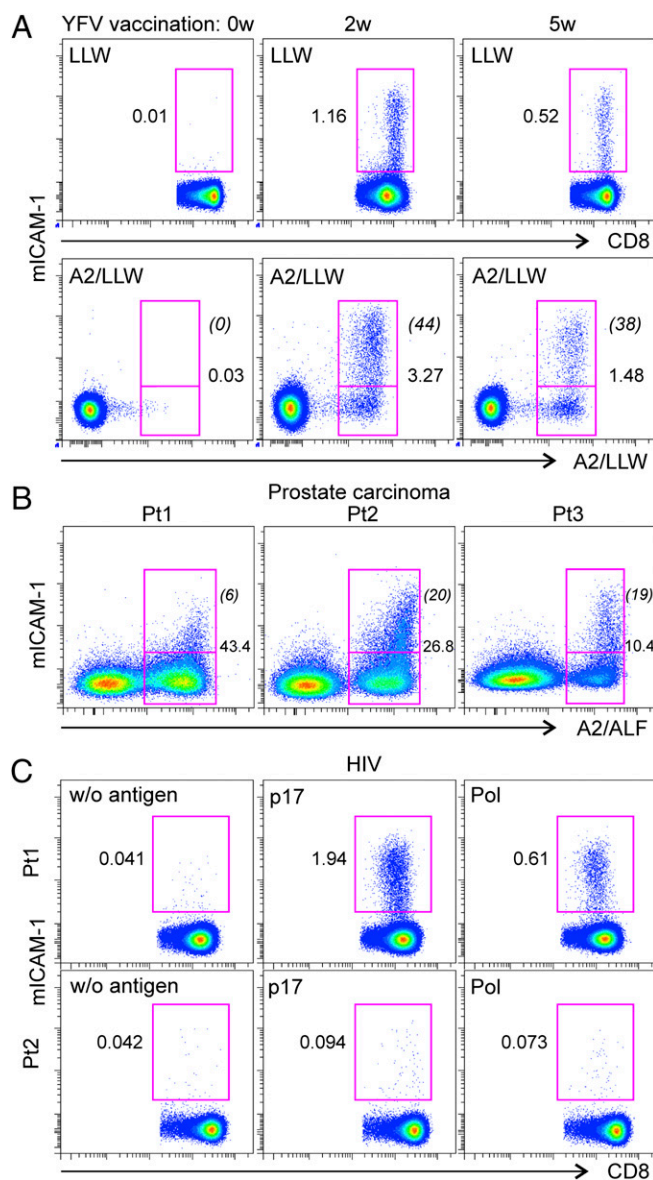 A
YFV vaccination: 0w 2w 5w
LLW LLW LLW
0.01 1.16 0.52
CD8
mICAM-1
A2/LLW A2/LLW A2/LLW
(0) (44) (38)
0.03 3.27 1.48
A2/LLW
B
Prostate carcinoma
Pt1 Pt2 Pt3
mICAM-1
(6) (20) (19)
43.4 26.8 10.4
A2/ALF
C
HIV
w/o antigen p17 Pol
Pt1
0.041 1.94 0.61
mICAM-1
w/o antigen p17 Pol
Pt2
0.042 0.094 0.073
CD8